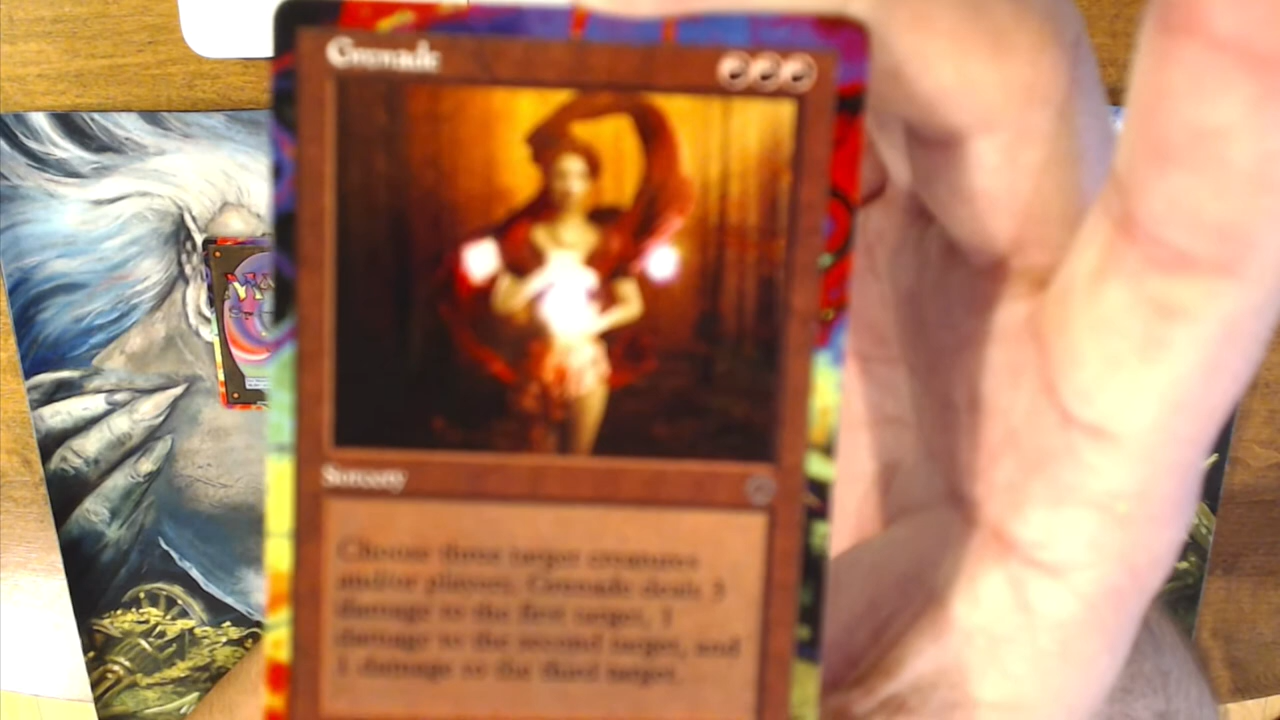 Grenade
Sorcery
Choose three target creatures
and/or players. Grenade deals 3
damage to the first target, 1
damage to the second target, and
1 damage to the third target.
MA